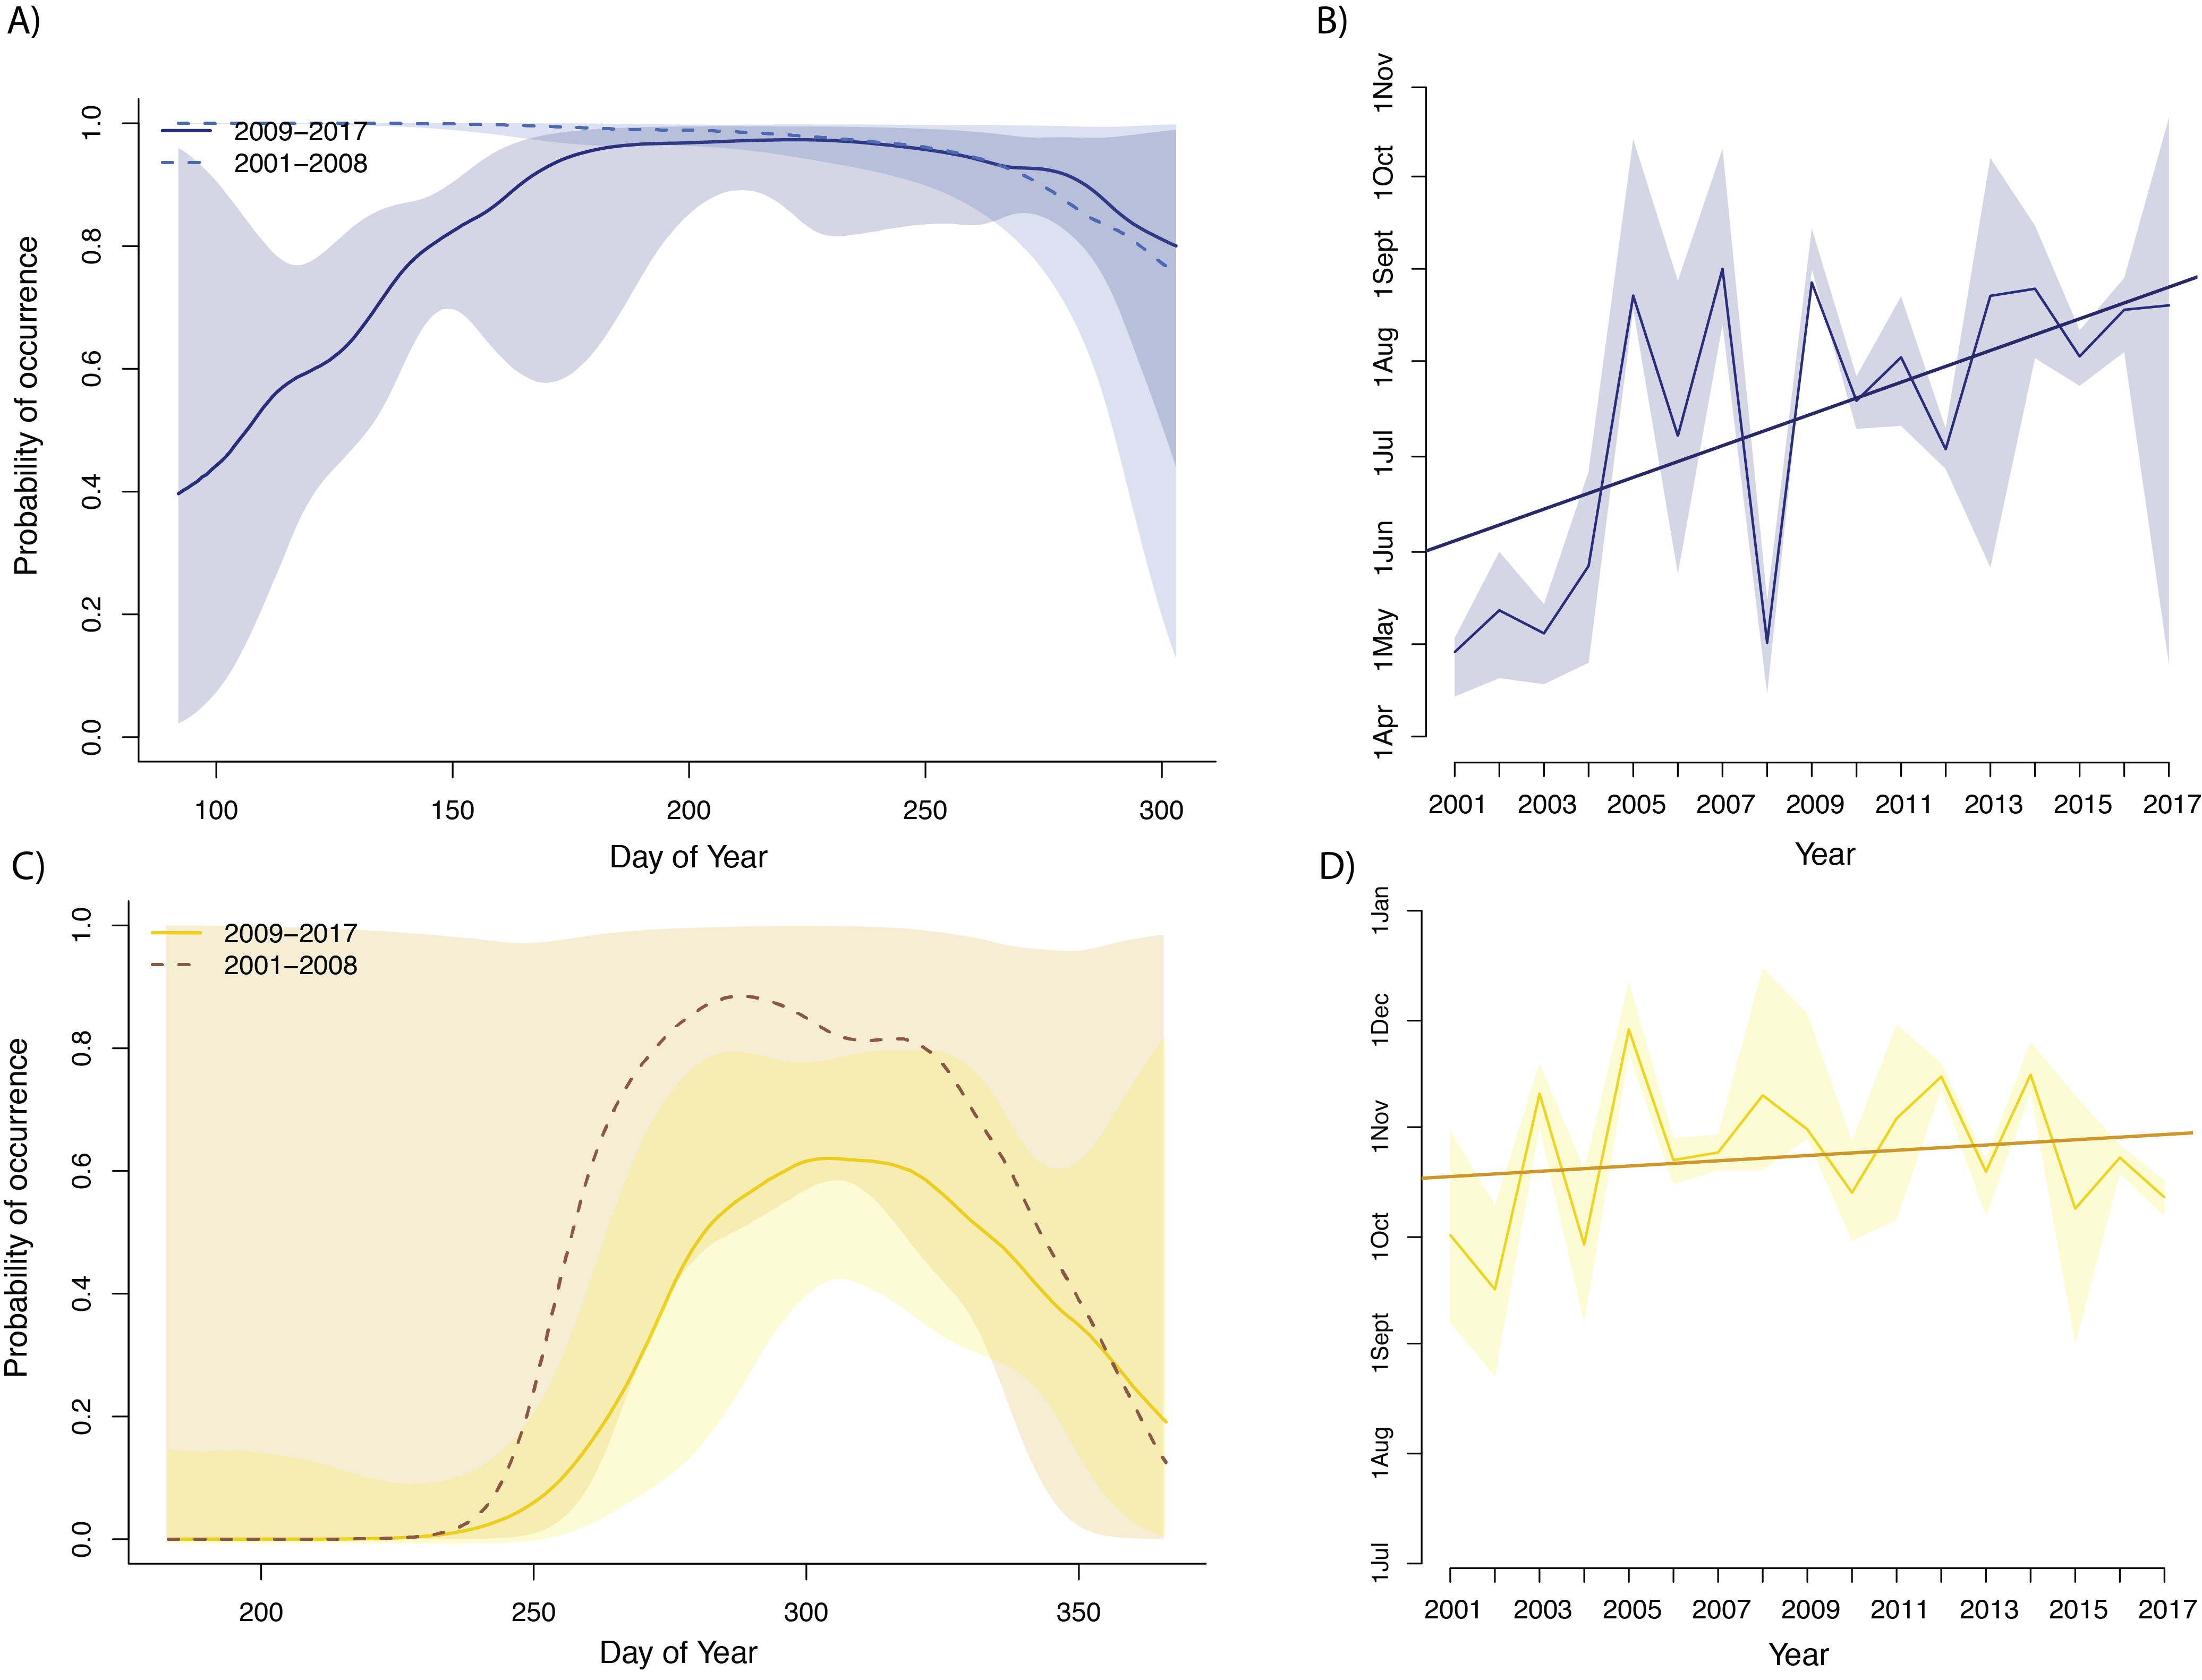 A)
Probability of occurrence
1.0
0.8
0.6
0.4
0.2
0.0
2009–2017
2001–2008
100 150 200 250 300
Day of Year
B)
1Nov
1Oct
1Sept
1Aug
1Jul
1Jun
1May
1Apr
2001 2003 2005 2007 2009 2011 2013 2015 2017
Year
C)
Probability of occurrence
1.0
0.8
0.6
0.4
0.2
0.0
2009–2017
2001–2008
200 250 300 350
Day of Year
D)
1Jan
1Dec
1Nov
1Oct
1Sept
1Aug
1Jul
2001 2003 2005 2007 2009 2011 2013 2015 2017
Year